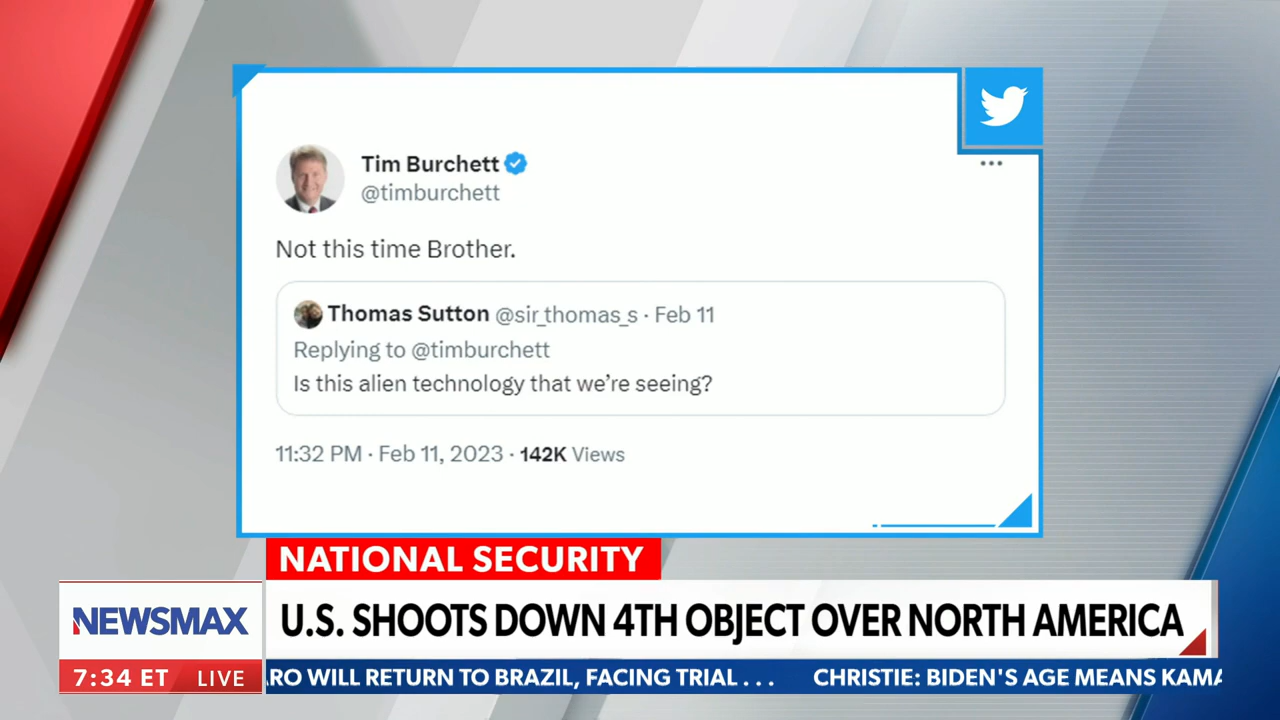 Tim Burchett
@timburchett
Not this time Brother.
Thomas Sutton @sir_thomas_s · Feb 11
Replying to @timburchett
Is this alien technology that we’re seeing?
11:32 PM · Feb 11, 2023 · 142K Views
NATIONAL SECURITY
NEWSMAX
U.S. SHOOTS DOWN 4TH OBJECT OVER NORTH AMERICA
7:34 ET LIVE
ARO WILL RETURN TO BRAZIL, FACING TRIAL . . . CHRISTIE: BIDEN'S AGE MEANS KAMA